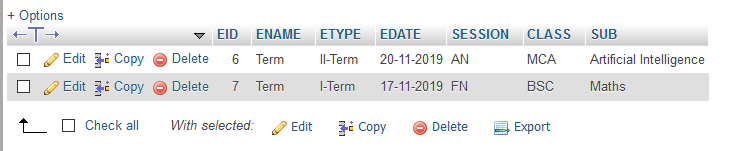 + Options
EID ENAME ETYPE EDATE SESSION CLASS SUB
Edit Copy Delete 6 Term II-Term 20-11-2019 AN MCA Artificial Intelligence
Edit Copy Delete 7 Term I-Term 17-11-2019 FN BSC Maths
Check all With selected: Edit Copy Delete Export